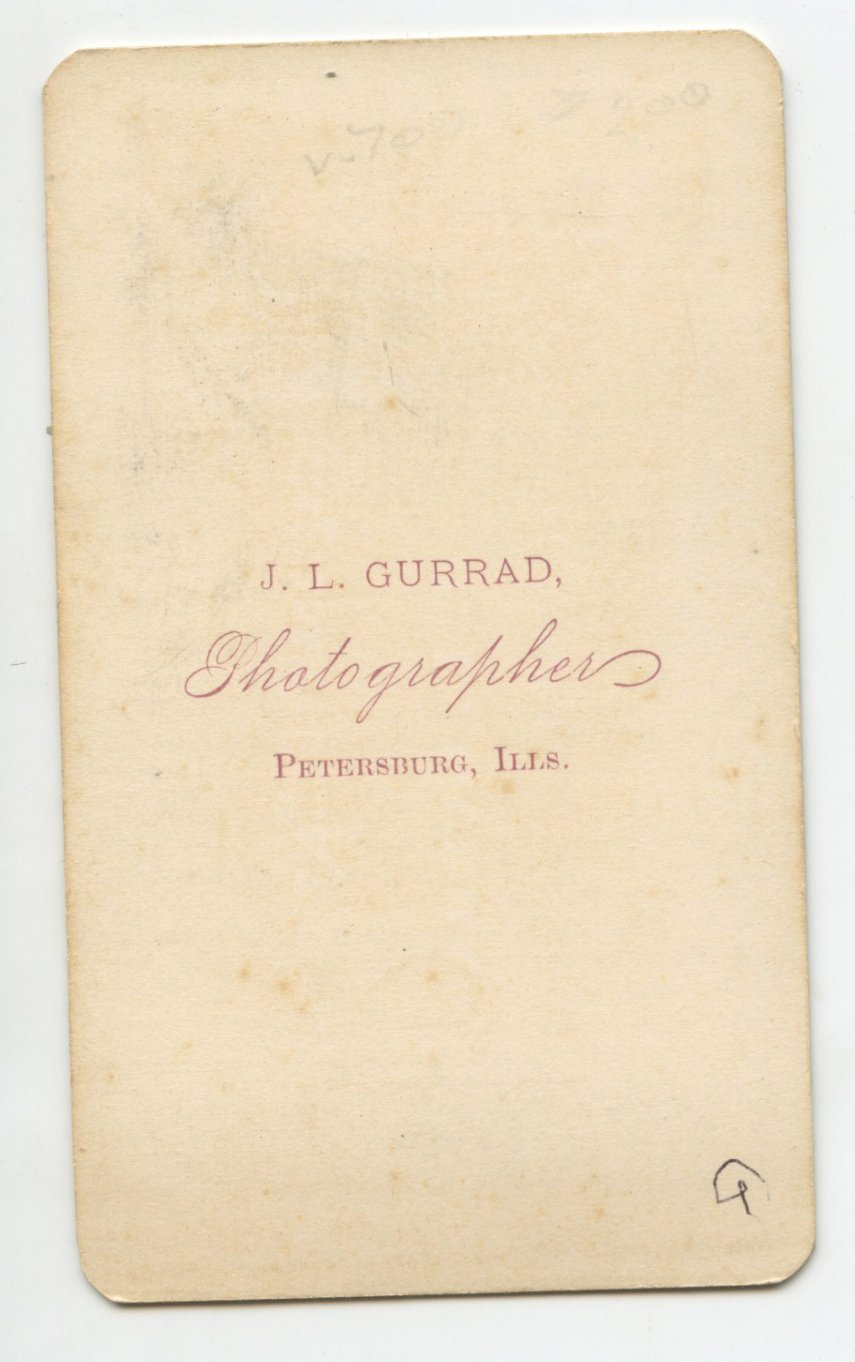 J. L. GURRAD,
Photographer
PETERSBURG, ILLS.